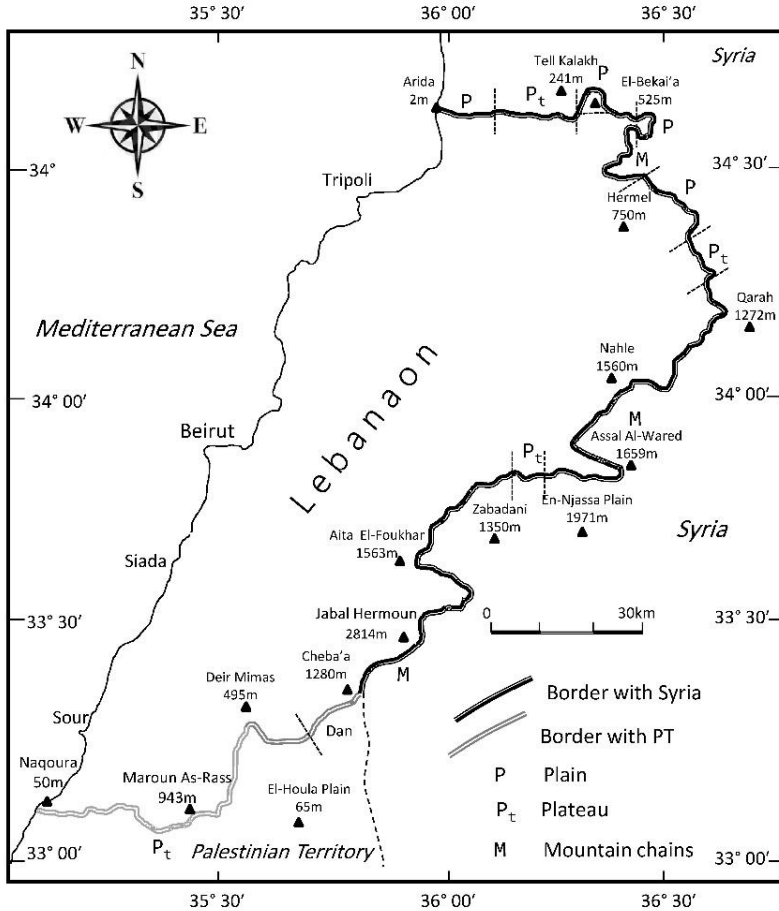 35° 30′
36° 00′
36° 30′
N
W
E
S
Syria
Tell Kalakh
241m
P
El-Bekai'a
525m
Arida
2m
P
Pt
P
34°
34° 30′
M
P
Tripoli
Hermel
750m
Pt
Qarah
1272m
Mediterranean Sea
Nahle
1560m
Lebanaon
34° 00′
34° 00′
M
Assal Al-Wared
1659m
Beirut
Pt
En-Njassa Plain
1971m
Zabadani
1350m
Syria
Aita El-Foukhar
1563m
Siada
33° 30′
33° 30′
0
30km
Jabal Hermoun
2814m
Cheba'a
1280m
M
Deir Mimas
495m
Border with Syria
Sour
Dan
Border with PT
Naqoura
50m
Maroun As-Rass
943m
El-Houla Plain
65m
P Plain
Pt Plateau
Pt
Palestinian Territory
M Mountain chains
33° 00′
33° 00′
35° 30′
36° 00′
36° 30′